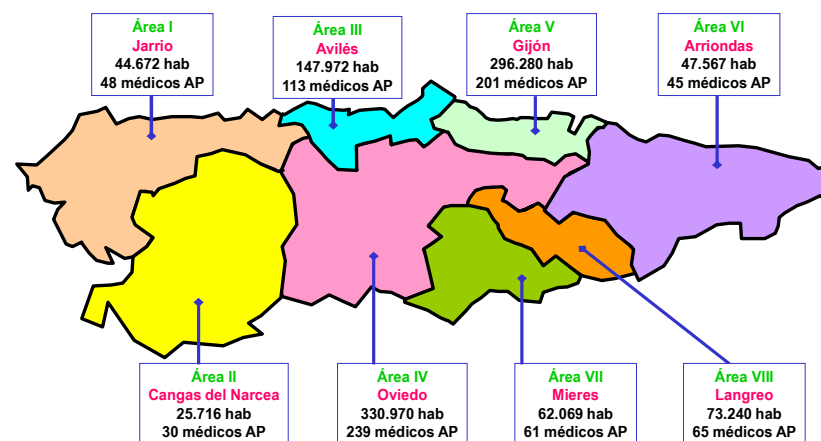 Área I
Jarrio
44.672 hab
48 médicos AP
Área III
Avilés
147.972 hab
113 médicos AP
Área V
Gijón
296.280 hab
201 médicos AP
Área VI
Arriondas
47.567 hab
45 médicos AP
Área II
Cangas del Narcea
25.716 hab
30 médicos AP
Área IV
Oviedo
330.970 hab
239 médicos AP
Área VII
Mieres
62.069 hab
61 médicos AP
Área VIII
Langreo
73.240 hab
65 médicos AP